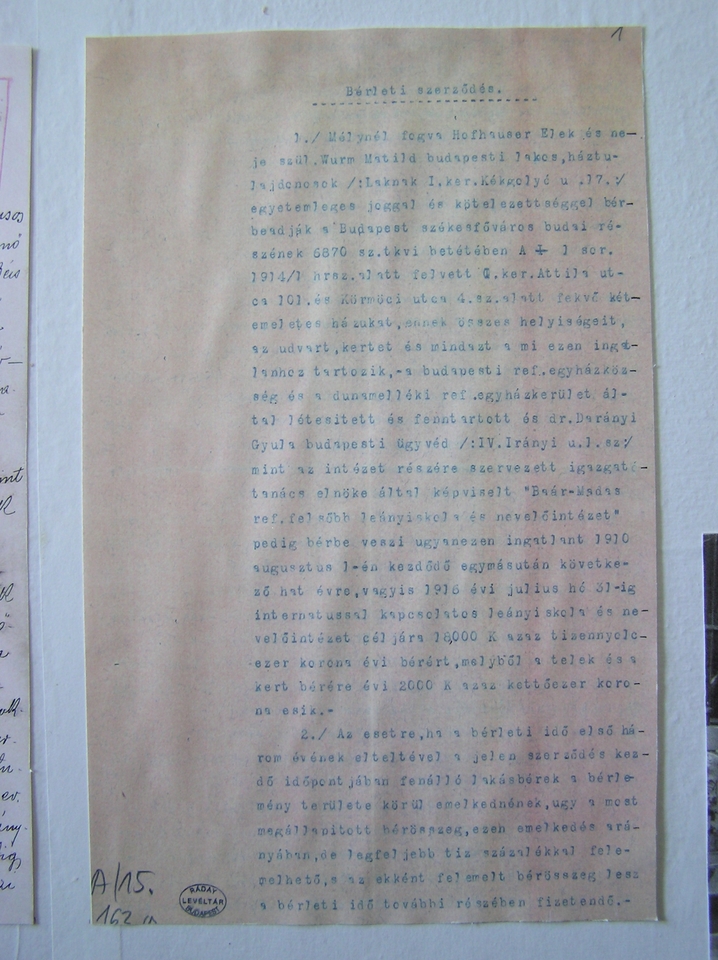 1
Bérleti szerződés.
1./ Mélynél fogva Hofhauser Elek és ne-
je szül.Wurm Matild budapesti lakos,háztu-
lajdonosok /:Laknak I.ker.Kékgolyó u .17.:/
egyetemleges joggal és kötelezettséggel bér-
beadják a Budapest székesfőváros budai ré-
szének 6870 sz.tkvi betétében A I 1 sor.
1914/1 hrsz.alatt felvett ker.Attila ut-
ca 101.és Körmöci utca 4.sz.alatt fekvő két-
emeletes házukat,ennek összes helyiségeit,
az udvart,kertet és mindazt a mi ezen ingat-
lanhoz tartozik,-a budapesti ref.egyházköz-
ség és a dunamelléki ref.egyházkerület ál-
tal létesitett és fenntartott és dr.Darányi
Gyula budapesti ügyvéd /:IV.Irányi u.1.sz:/
mint az intézet részére szervezett igazgató-
tanács elnöke által képviselt "Baár-Madas
ref.felsőbb leányiskola és nevelőintézet"
pedig bérbe veszi ugyanezen ingatlant 1910
augusztus 1-én kezdődő egymásután követke-
ző hat évre,vagyis 1916 évi julius hó 31-ig
internatussal kapcsolatos leányiskola és ne-
velőintézet céljára 18000 K azaz tizennyolc-
ezer korona évi bérért,melyből a telek és a
kert bérére évi 2000 K azaz kettőezer koro-
na esik.-
2./ Az esetre,ha a bérleti idő első há-
rom évének elteltével a jelen szerződés kez-
dő időpontjában fenálló lakásbérek a bérle-
mény területe körül emelkednének,ugy a most
megállapitott bérösszeg,ezen emelkedés ará-
nyában,de legfeljebb tiz százalékkal fele-
melhető,s az ekként felemelt bérösszeg lesz
a bérleti idő további részében fizetendő.-
A/15.
162
RÁDAY
LEVÉLTÁR
BUDAPEST